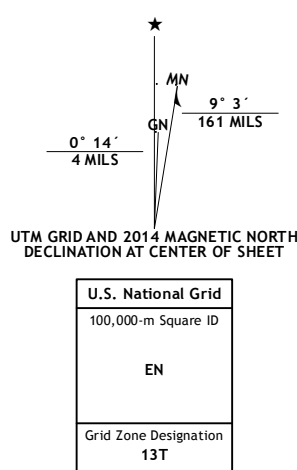 ★
MN
GN
9° 3´
161 MILS
0° 14´
4 MILS
UTM GRID AND 2014 MAGNETIC NORTH
DECLINATION AT CENTER OF SHEET
U.S. National Grid
100,000-m Square ID
EN
Grid Zone Designation
13T